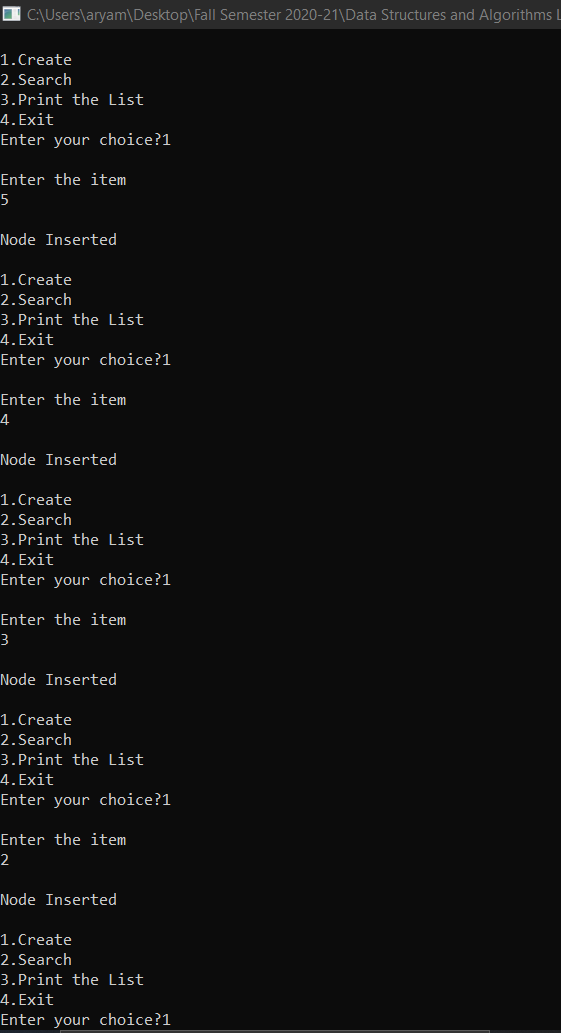 C:\Users\aryam\Desktop\Fall Semester 2020-21\Data Structures and Algorithms L
1.Create
2.Search
3.Print the List
4.Exit
Enter your choice?1
Enter the item
5
Node Inserted
1.Create
2.Search
3.Print the List
4.Exit
Enter your choice?1
Enter the item
4
Node Inserted
1.Create
2.Search
3.Print the List
4.Exit
Enter your choice?1
Enter the item
3
Node Inserted
1.Create
2.Search
3.Print the List
4.Exit
Enter your choice?1
Enter the item
2
Node Inserted
1.Create
2.Search
3.Print the List
4.Exit
Enter your choice?1